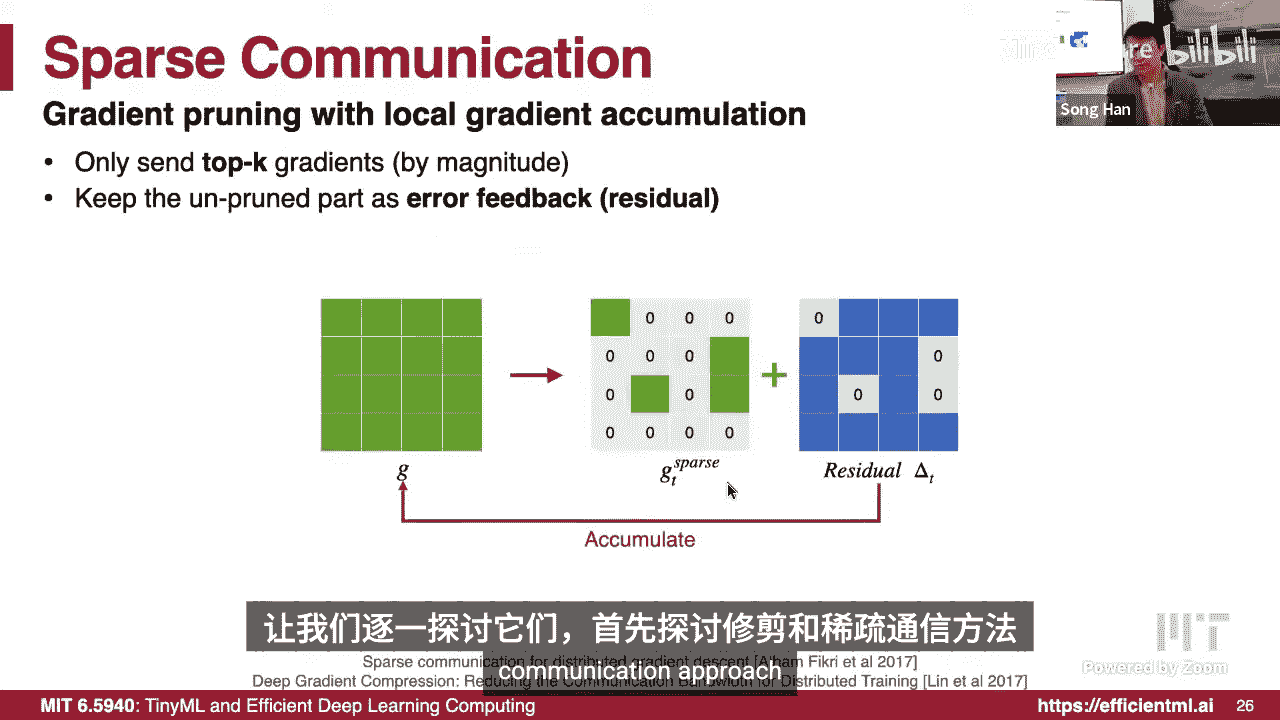 Sparse Communication
Gradient pruning with local gradient accumulation
• Only send top-k gradients (by magnitude)
• Keep the un-pruned part as error feedback (residual)
bilibili
Song Han
0 0 0
0 0 0
0 0
0 0 0 0
+
0
0
0 0
g
g_t^sparse
Residual Δ_t
Accumulate
让我们逐一探讨它们，首先探讨修剪和稀疏通信方法
Sparse communication for distributed gradient descent [Alham Fikri et al 2017]
communication approach
Deep Gradient Compression: Reducing the Communication Bandwidth for Distributed Training [Lin et al 2017]
MIT
Powered by Zoom
MIT 6.5940: TinyML and Efficient Deep Learning Computing
https://efficientml.ai 26